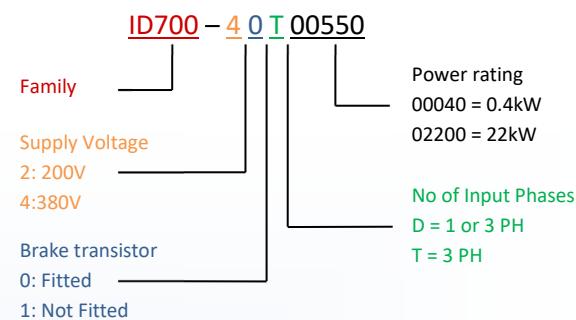 ID700 – 4 0 T 00550
Family
Supply Voltage
2: 200V
4:380V
Brake transistor
0: Fitted
1: Not Fitted
Power rating
00040 = 0.4kW
02200 = 22kW
No of Input Phases
D = 1 or 3 PH
T = 3 PH